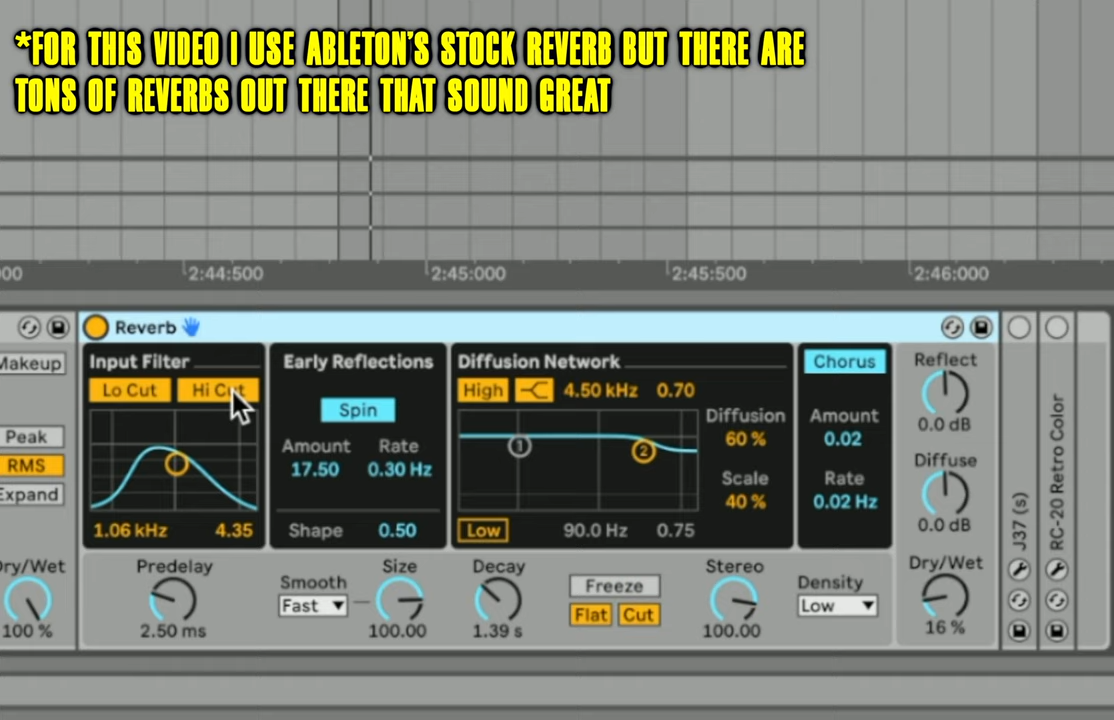 *FOR THIS VIDEO I USE ABLETON'S STOCK REVERB BUT THERE ARE
TONS OF REVERBS OUT THERE THAT SOUND GREAT
2:44:500 2:45:000 2:45:500 2:46:000
Reverb
Makeup
Peak
RMS
Expand
Dry/Wet
100 %
Input Filter
Lo Cut Hi Cut
1.06 kHz 4.35
Early Reflections
Spin
Amount Rate
17.50 0.30 Hz
Shape 0.50
Diffusion Network
High 4.50 kHz 0.70
1 2
Diffusion
60 %
Scale
40 %
Low 90.0 Hz 0.75
Chorus
Amount
0.02
Rate
0.02 Hz
Reflect
0.0 dB
Diffuse
0.0 dB
Dry/Wet
16 %
Predelay
2.50 ms
Smooth
Fast
Size
100.00
Decay
1.39 s
Freeze
Flat Cut
Stereo
100.00
Density
Low
J37 (s)
RC-20 Retro Color